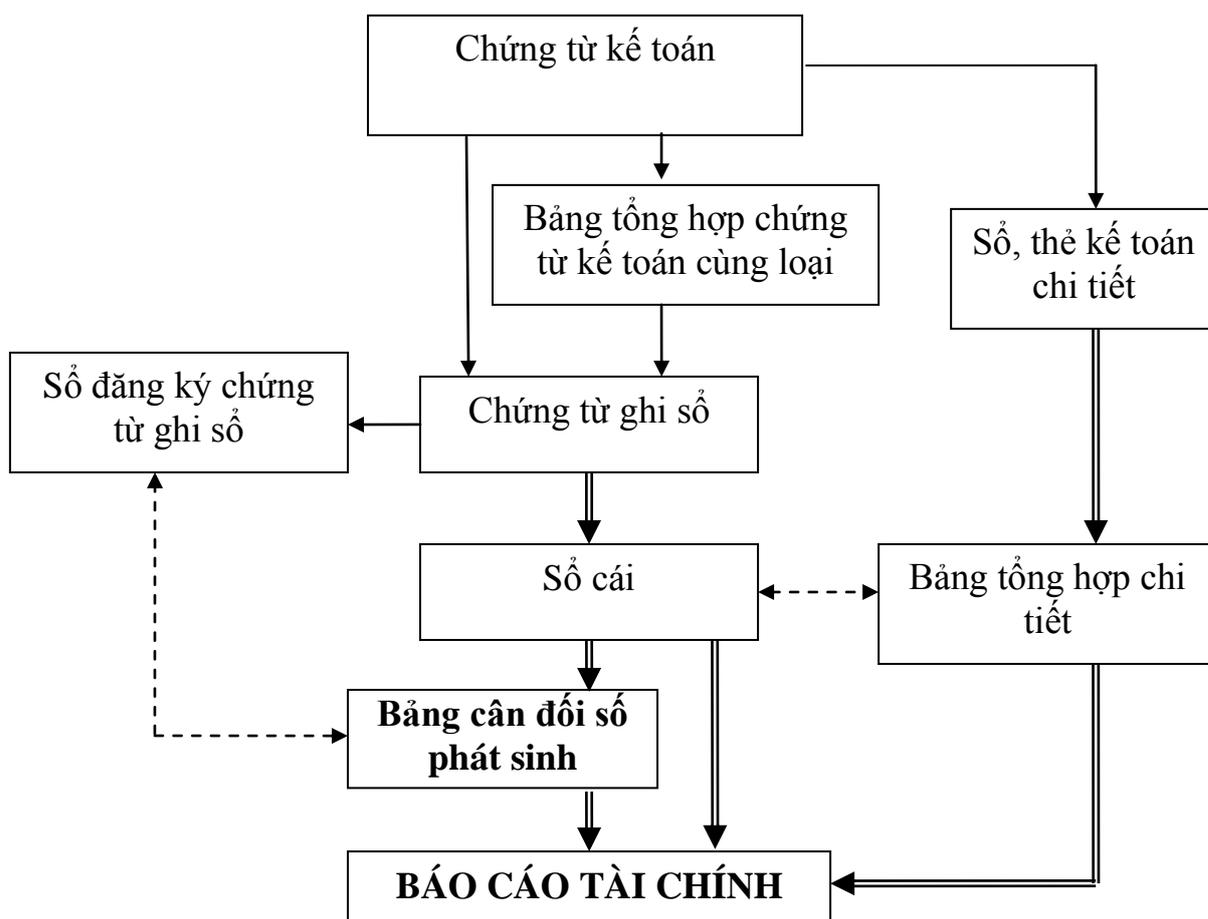 Chứng từ kế toán
Bảng tổng hợp chứng
từ kế toán cùng loại
Sổ, thẻ kế toán
chi tiết
Sổ đăng ký chứng
từ ghi sổ
Chứng từ ghi sổ
Sổ cái
Bảng tổng hợp chi
tiết
Bảng cân đối số
phát sinh
BÁO CÁO TÀI CHÍNH